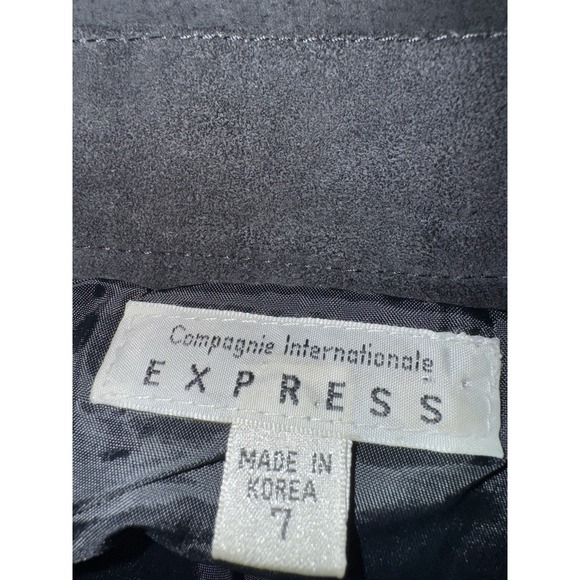 Compagnie Internationale
EXPRESS
MADE IN
KOREA
7